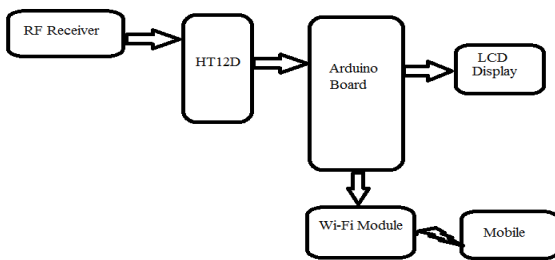 RF Receiver
HT12D
Arduino
Board
LCD
Display
Wi-Fi Module
Mobile